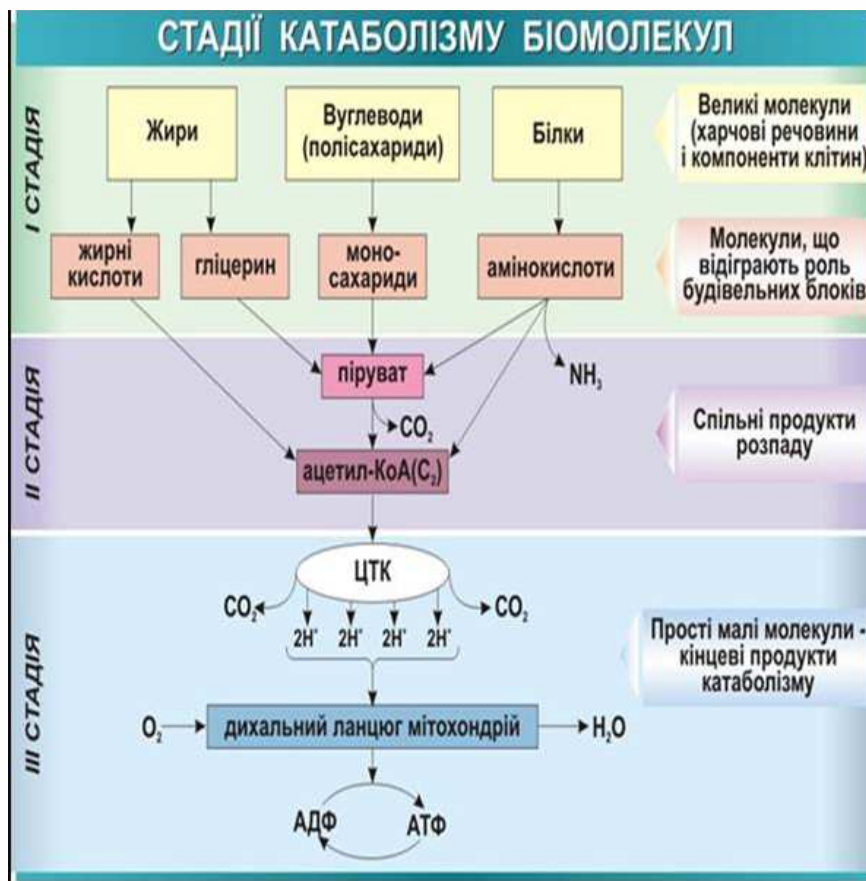 СТАДІЇ КАТАБОЛІЗМУ БІОМОЛЕКУЛ
І СТАДІЯ
Жири
Вуглеводи
(полісахариди)
Білки
Великі молекули
(харчові речовини
і компоненти клітин)
жирні
кислоти
гліцерин
моно-
сахариди
амінокислоти
Молекули, що
відіграють роль
будівельних блоків
ІІ СТАДІЯ
піруват
NH₃
CO₂
ацетил-КоА(C₂)
Спільні продукти
розпаду
ІІІ СТАДІЯ
ЦТК
CO₂
CO₂
2H⁺ 2H⁺ 2H⁺ 2H⁺
Прості малі молекули -
кінцеві продукти
катаболізму
O₂
дихальний ланцюг мітохондрій
H₂O
АДФ
АТФ